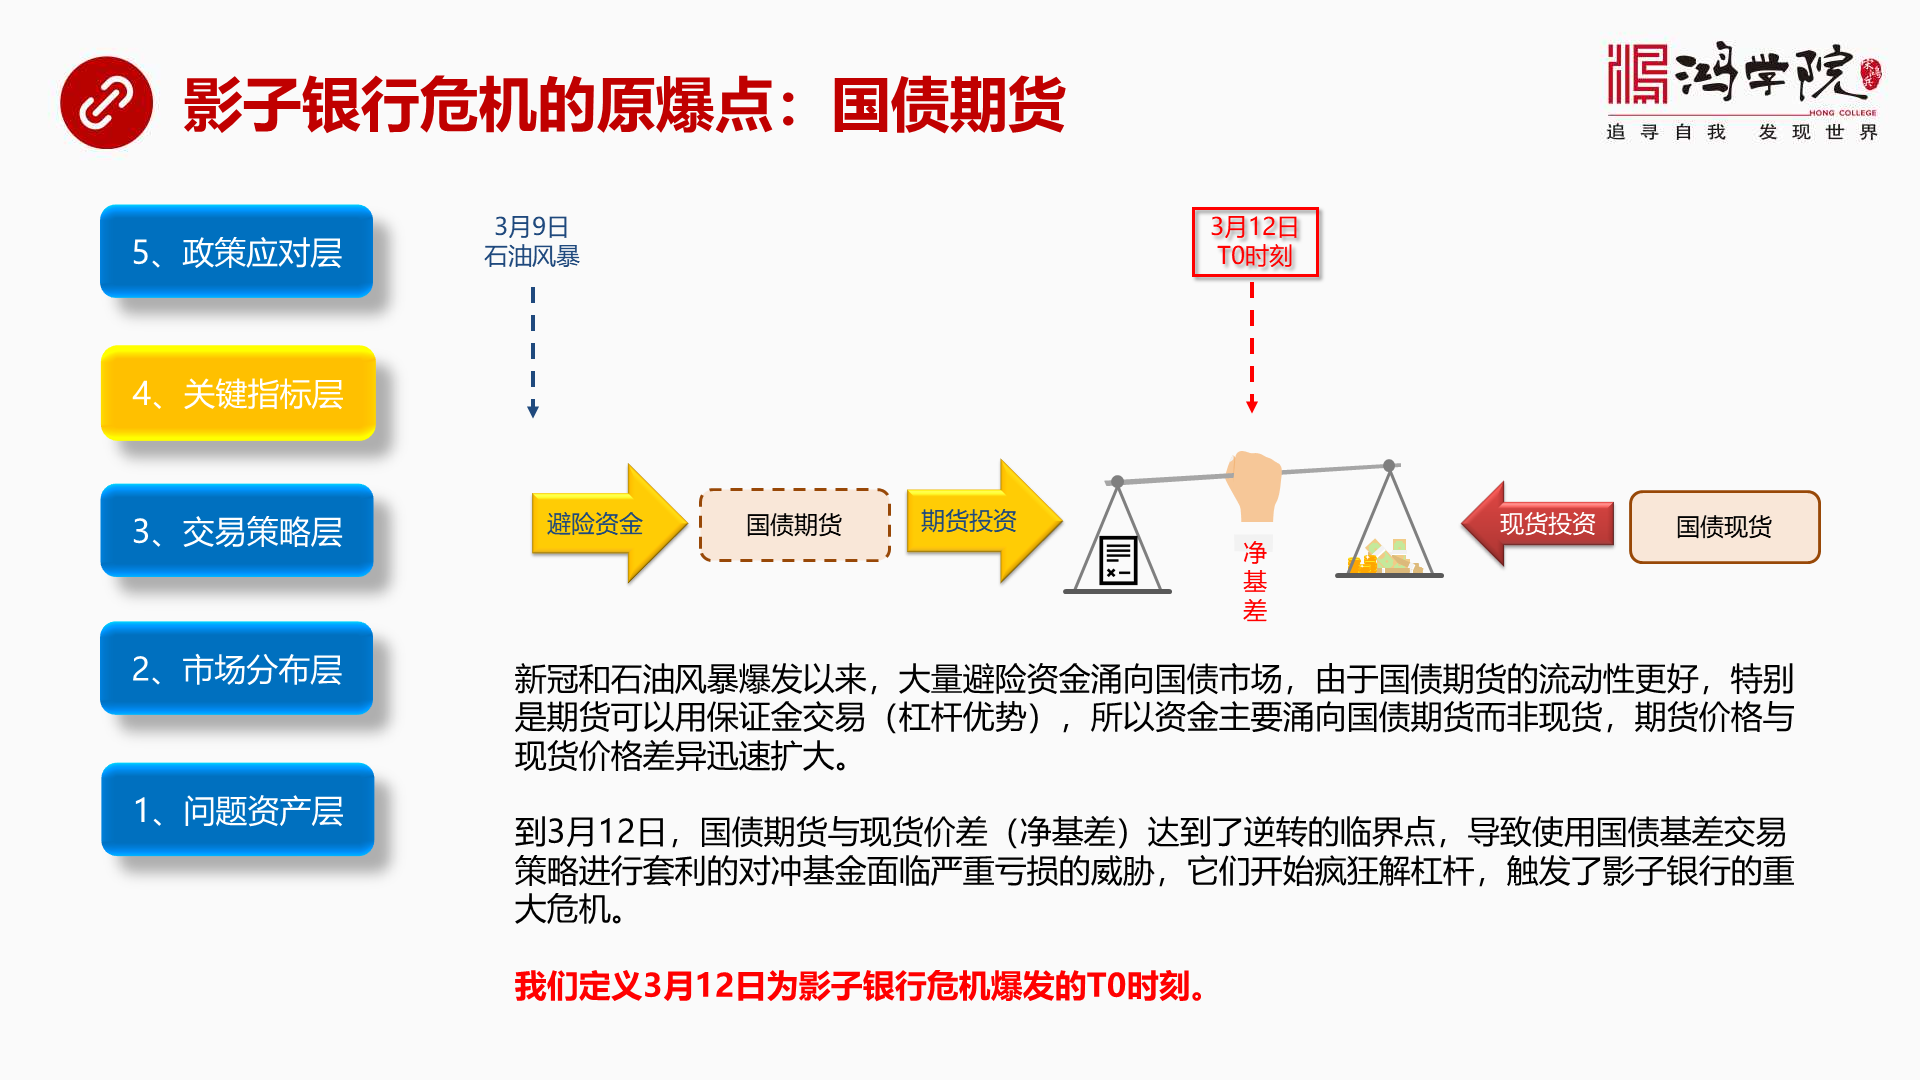 影子银行危机的原爆点：国债期货
鸿学院
宋鸿兵
HONG COLLEGE
追寻自我 发现世界
5、政策应对层
4、关键指标层
3、交易策略层
2、市场分布层
1、问题资产层
3月9日
石油风暴
3月12日
T0时刻
避险资金
国债期货
期货投资
净
基
差
现货投资
国债现货
新冠和石油风暴爆发以来，大量避险资金涌向国债市场，由于国债期货的流动性更好，特别
是期货可以用保证金交易（杠杆优势），所以资金主要涌向国债期货而非现货，期货价格与
现货价格差异迅速扩大。
到3月12日，国债期货与现货价差（净基差）达到了逆转的临界点，导致使用国债基差交易
策略进行套利的对冲基金面临严重亏损的威胁，它们开始疯狂解杠杆，触发了影子银行的重
大危机。
我们定义3月12日为影子银行危机爆发的T0时刻。